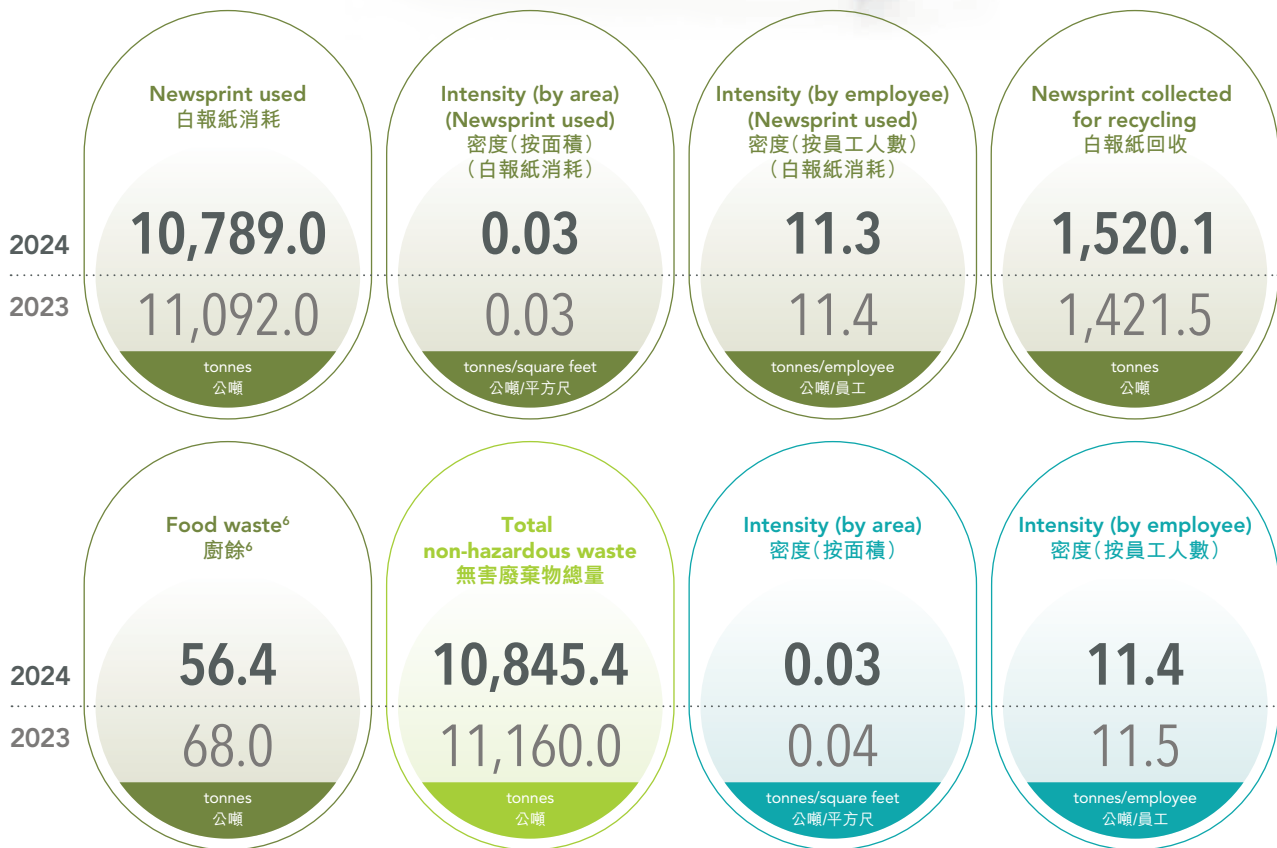 Newsprint used
白報紙消耗
Intensity (by area)
(Newsprint used)
密度(按面積)
(白報紙消耗)
Intensity (by employee)
(Newsprint used)
密度(按員工人數)
(白報紙消耗)
Newsprint collected
for recycling
白報紙回收
2024
10,789.0
0.03
11.3
1,520.1
2023
11,092.0
0.03
11.4
1,421.5
tonnes
公噸
tonnes/square feet
公噸/平方尺
tonnes/employee
公噸/員工
tonnes
公噸
Food waste⁶
廚餘⁶
Total
non-hazardous waste
無害廢棄物總量
Intensity (by area)
密度(按面積)
Intensity (by employee)
密度(按員工人數)
2024
56.4
10,845.4
0.03
11.4
2023
68.0
11,160.0
0.04
11.5
tonnes
公噸
tonnes
公噸
tonnes/square feet
公噸/平方尺
tonnes/employee
公噸/員工